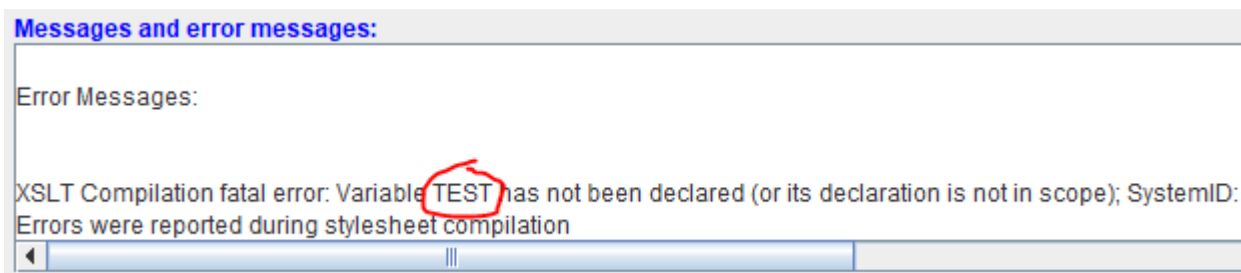 Messages and error messages:
Error Messages:
XSLT Compilation fatal error: Variable TEST has not been declared (or its declaration is not in scope); SystemID:
Errors were reported during stylesheet compilation